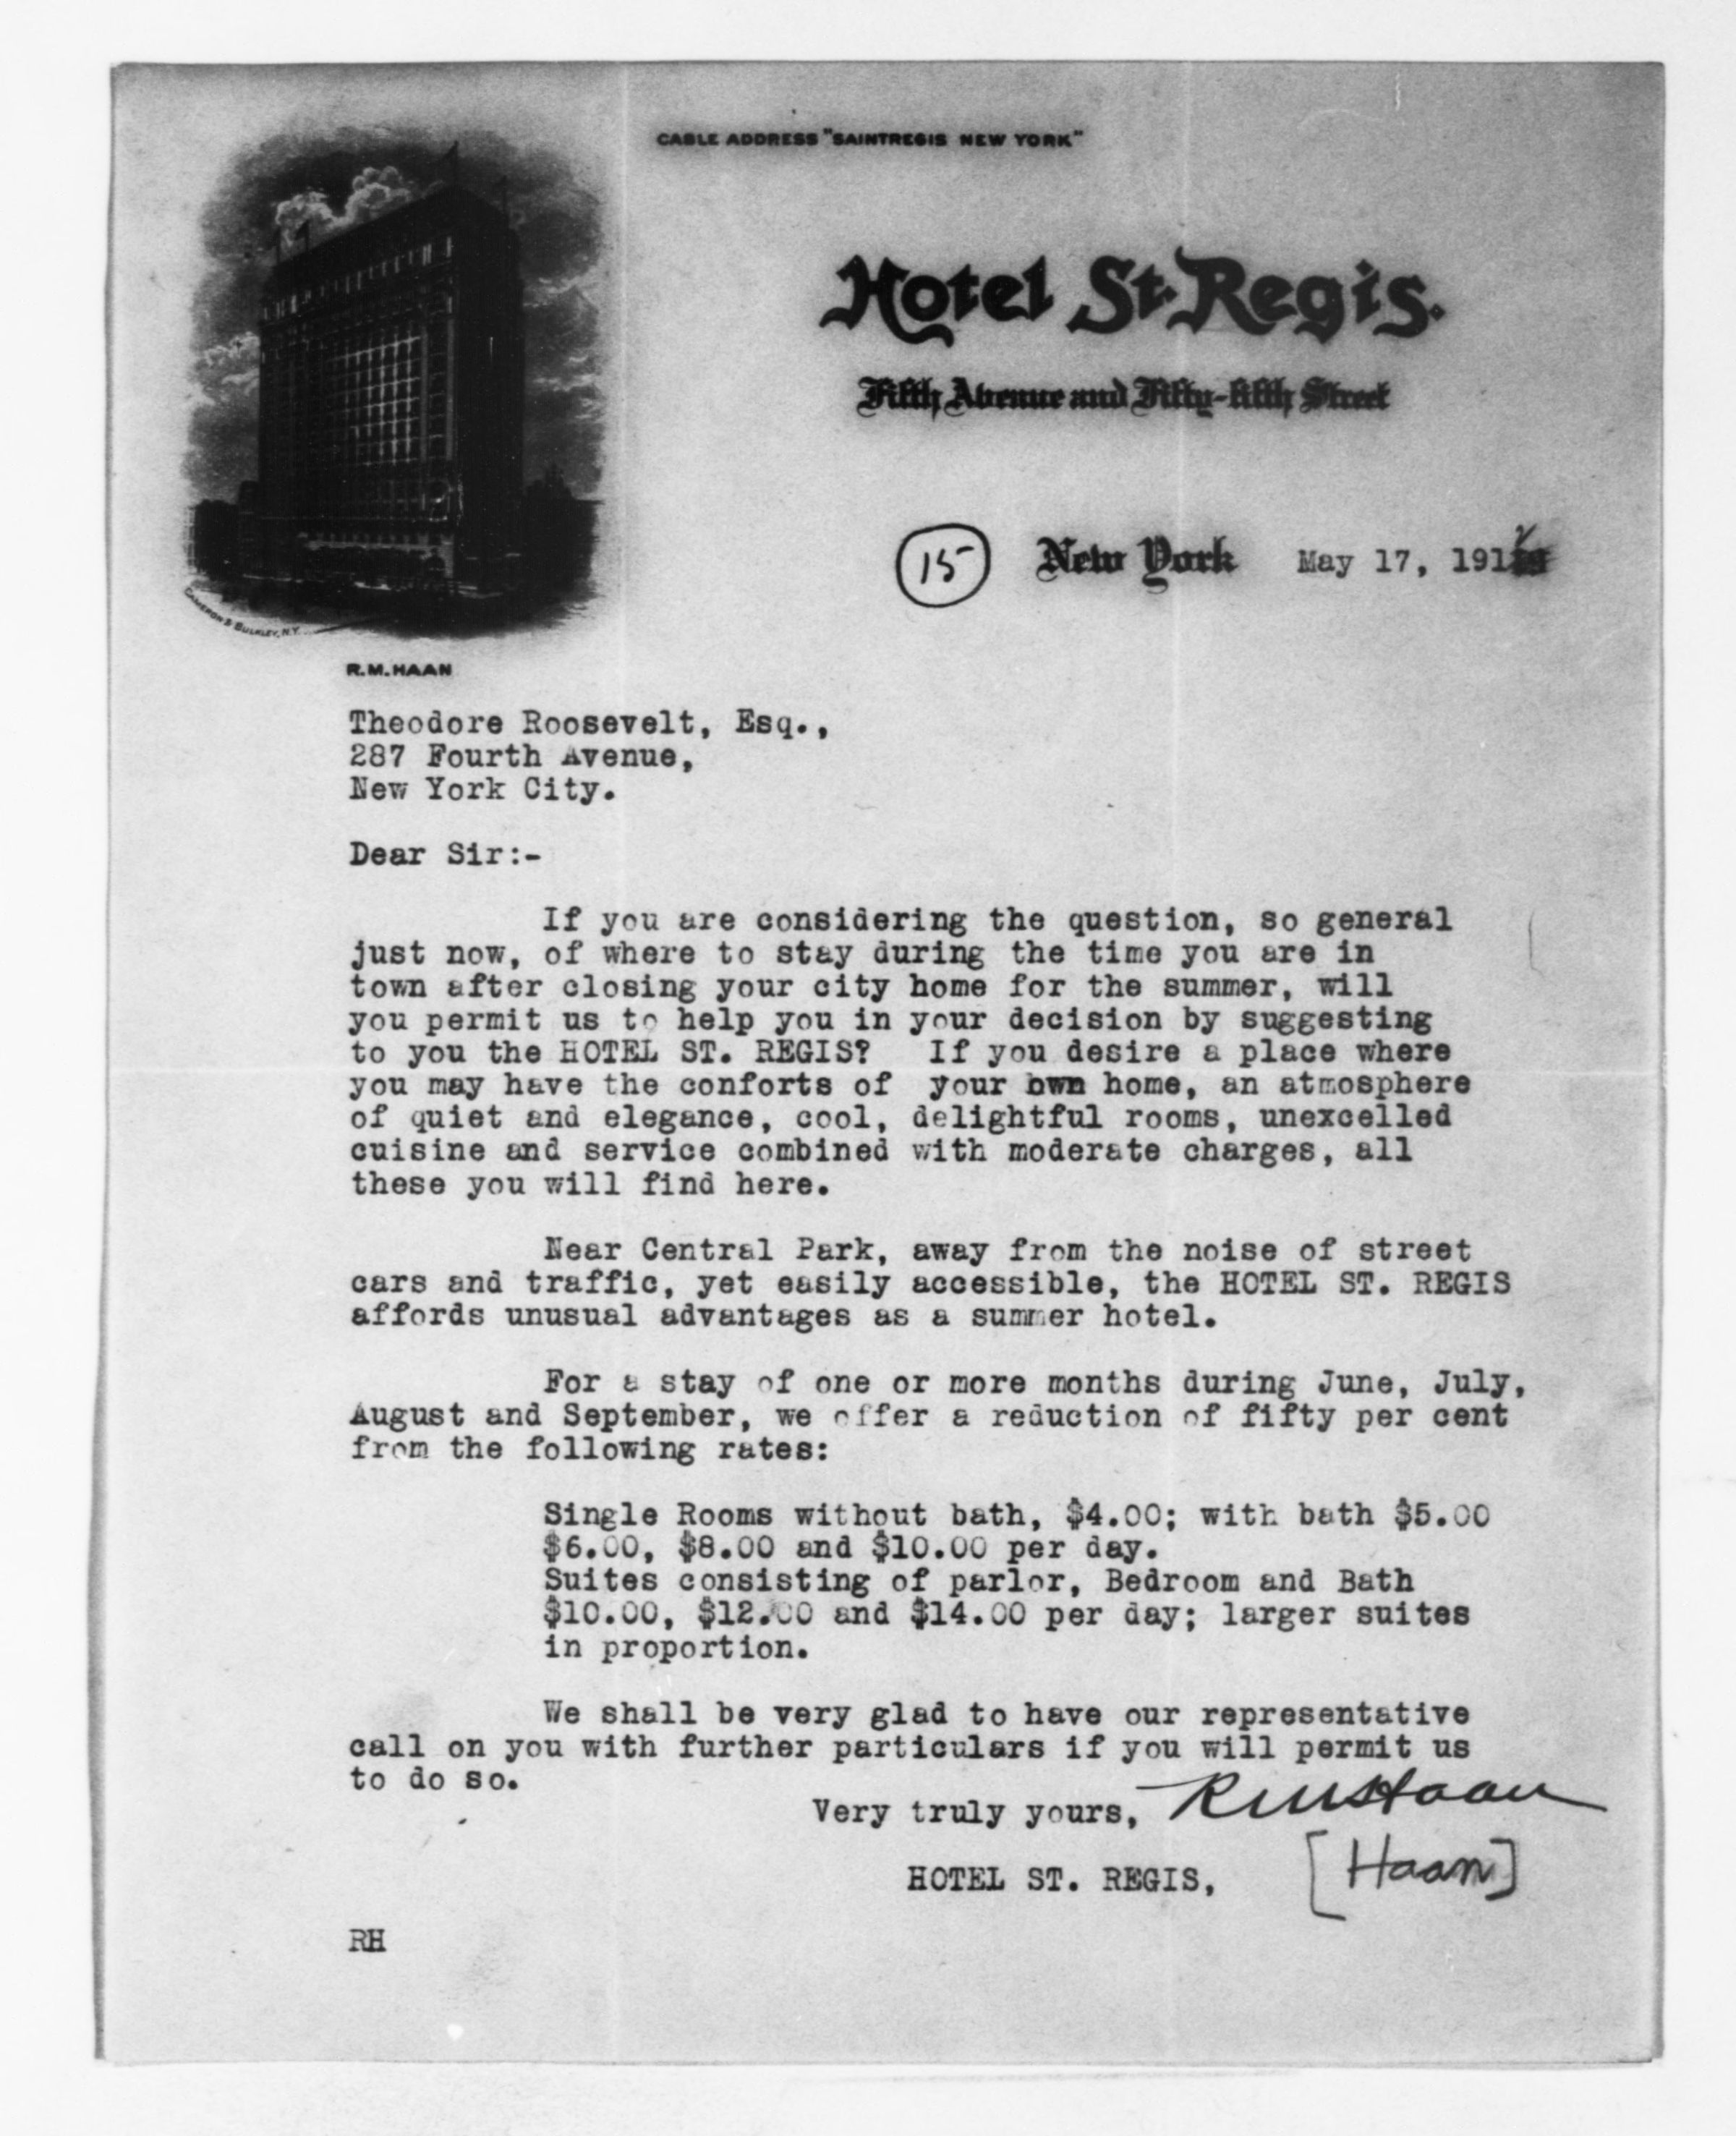 CABLE ADDRESS "SAINTREGIS NEW YORK"
Hotel St. Regis.
Fifth Avenue and Fifty-fifth Street
15 New York May 17, 191
CAMERON & BULKLEY, N.Y.
R.M. HAAN
Theodore Roosevelt, Esq.,
287 Fourth Avenue,
New York City.
Dear Sir:-
If you are considering the question, so general
just now, of where to stay during the time you are in
town after closing your city home for the summer, will
you permit us to help you in your decision by suggesting
to you the HOTEL ST. REGIS? If you desire a place where
you may have the conforts of your own home, an atmosphere
of quiet and elegance, cool, delightful rooms, unexcelled
cuisine and service combined with moderate charges, all
these you will find here.
Near Central Park, away from the noise of street
cars and traffic, yet easily accessible, the HOTEL ST. REGIS
affords unusual advantages as a summer hotel.
For a stay of one or more months during June, July,
August and September, we offer a reduction of fifty per cent
from the following rates:
Single Rooms without bath, $4.00; with bath $5.00
$6.00, $8.00 and $10.00 per day.
Suites consisting of parlor, Bedroom and Bath
$10.00, $12.00 and $14.00 per day; larger suites
in proportion.
We shall be very glad to have our representative
call on you with further particulars if you will permit us
to do so.
Very truly yours, RMHaan
HOTEL ST. REGIS, [Haan]
RH